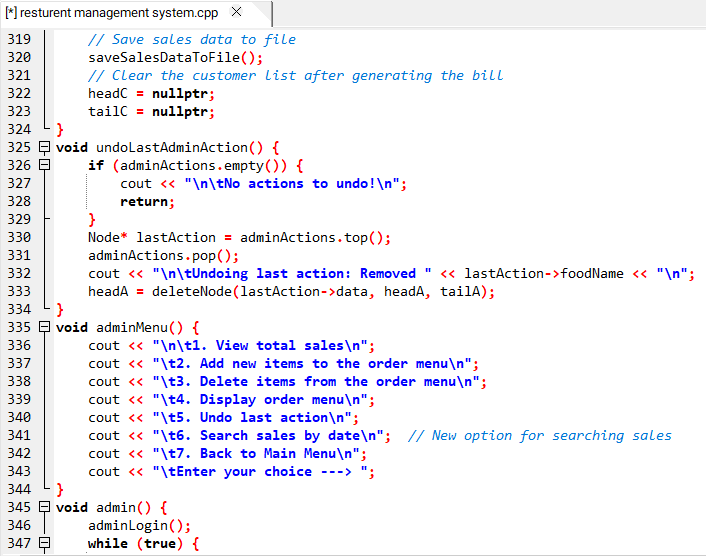 [*] resturent management system.cpp ✕
319 // Save sales data to file
320 saveSalesDataToFile();
321 // Clear the customer list after generating the bill
322 headC = nullptr;
323 tailC = nullptr;
324 }
325 void undoLastAdminAction() {
326 if (adminActions.empty()) {
327 cout << "\n\tNo actions to undo!\n";
328 return;
329 }
330 Node* lastAction = adminActions.top();
331 adminActions.pop();
332 cout << "\n\tUndoing last action: Removed " << lastAction->foodName << "\n";
333 headA = deleteNode(lastAction->data, headA, tailA);
334 }
335 void adminMenu() {
336 cout << "\n\t1. View total sales\n";
337 cout << "\t2. Add new items to the order menu\n";
338 cout << "\t3. Delete items from the order menu\n";
339 cout << "\t4. Display order menu\n";
340 cout << "\t5. Undo last action\n";
341 cout << "\t6. Search sales by date\n"; // New option for searching sales
342 cout << "\t7. Back to Main Menu\n";
343 cout << "\tEnter your choice ---> ";
344 }
345 void admin() {
346 adminLogin();
347 while (true) {